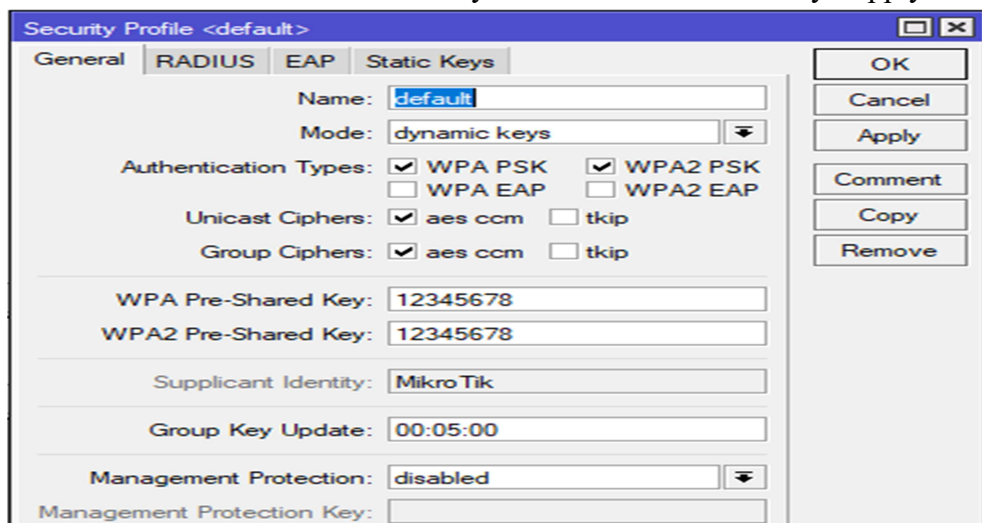 Security Profile <default>
General RADIUS EAP Static Keys
OK
Name: default
Cancel
Mode: dynamic keys
Apply
Authentication Types: WPA PSK WPA2 PSK
WPA EAP WPA2 EAP
Comment
Unicast Ciphers: aes ccm tkip
Copy
Group Ciphers: aes ccm tkip
Remove
WPA Pre-Shared Key: 12345678
WPA2 Pre-Shared Key: 12345678
Supplicant Identity: MikroTik
Group Key Update: 00:05:00
Management Protection: disabled
Management Protection Key: